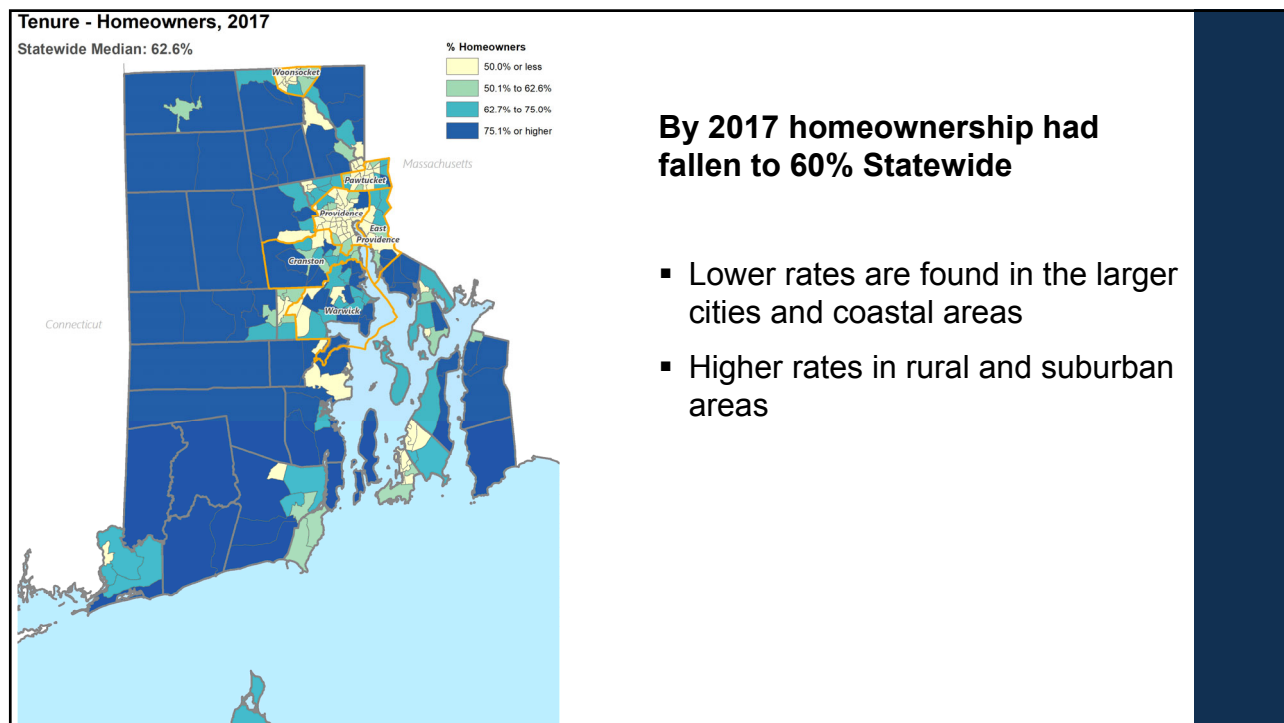 Tenure - Homeowners, 2017
Statewide Median: 62.6%
% Homeowners
50.0% or less
50.1% to 62.6%
62.7% to 75.0%
75.1% or higher
Woonsocket
Massachusetts
Pawtucket
Providence
East
Providence
Cranston
Warwick
Connecticut
By 2017 homeownership had
fallen to 60% Statewide
▪ Lower rates are found in the larger
cities and coastal areas
▪ Higher rates in rural and suburban
areas